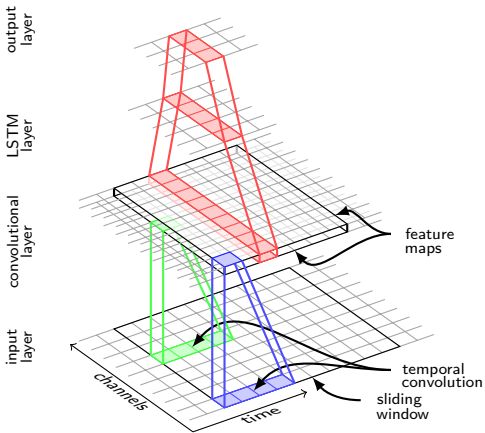 output
layer
LSTM
layer
convolutional
layer
feature
maps
input
layer
temporal
convolution
channels
time
sliding
window